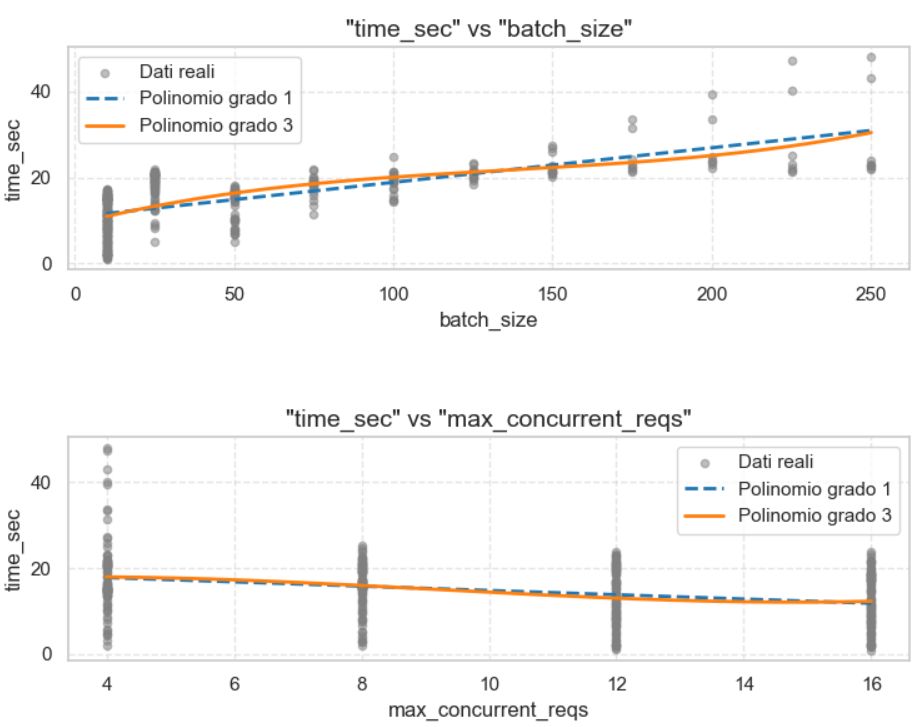 "time_sec" vs "batch_size"
Dati reali
Polinomio grado 1
Polinomio grado 3
time_sec
40
20
0
0 50 100 150 200 250
batch_size
"time_sec" vs "max_concurrent_reqs"
Dati reali
Polinomio grado 1
Polinomio grado 3
time_sec
40
20
0
4 6 8 10 12 14 16
max_concurrent_reqs